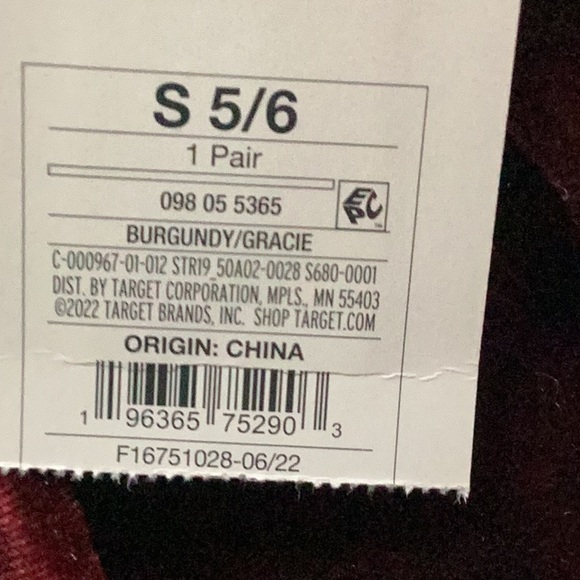 S 5/6
1 Pair
098 05 5365
EPC
BURGUNDY/GRACIE
C-000967-01-012 STR19_50A02-0028 S680-0001
DIST. BY TARGET CORPORATION, MPLS., MN 55403
©2022 TARGET BRANDS, INC. SHOP TARGET.COM
ORIGIN: CHINA
1 96365 75290 3
F16751028-06/22